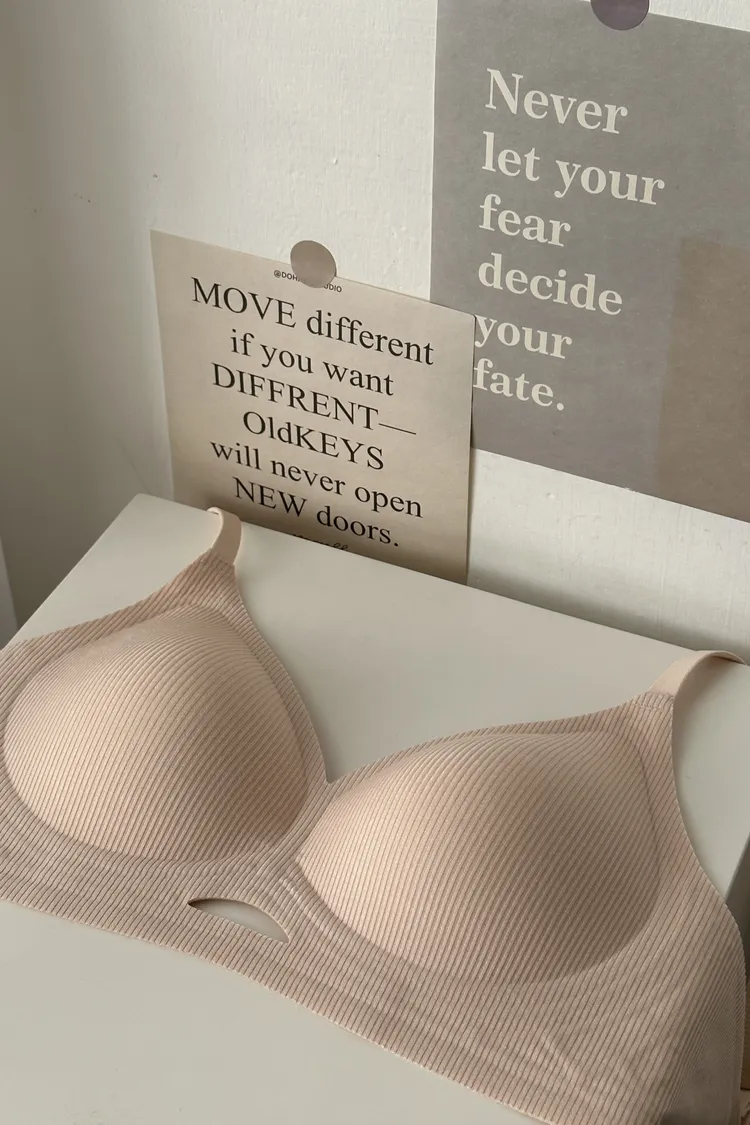 MOVE different
if you want
DIFFRENT—
OldKEYS
will never open
NEW doors.
Never
let your
fear
decide
your
fate.